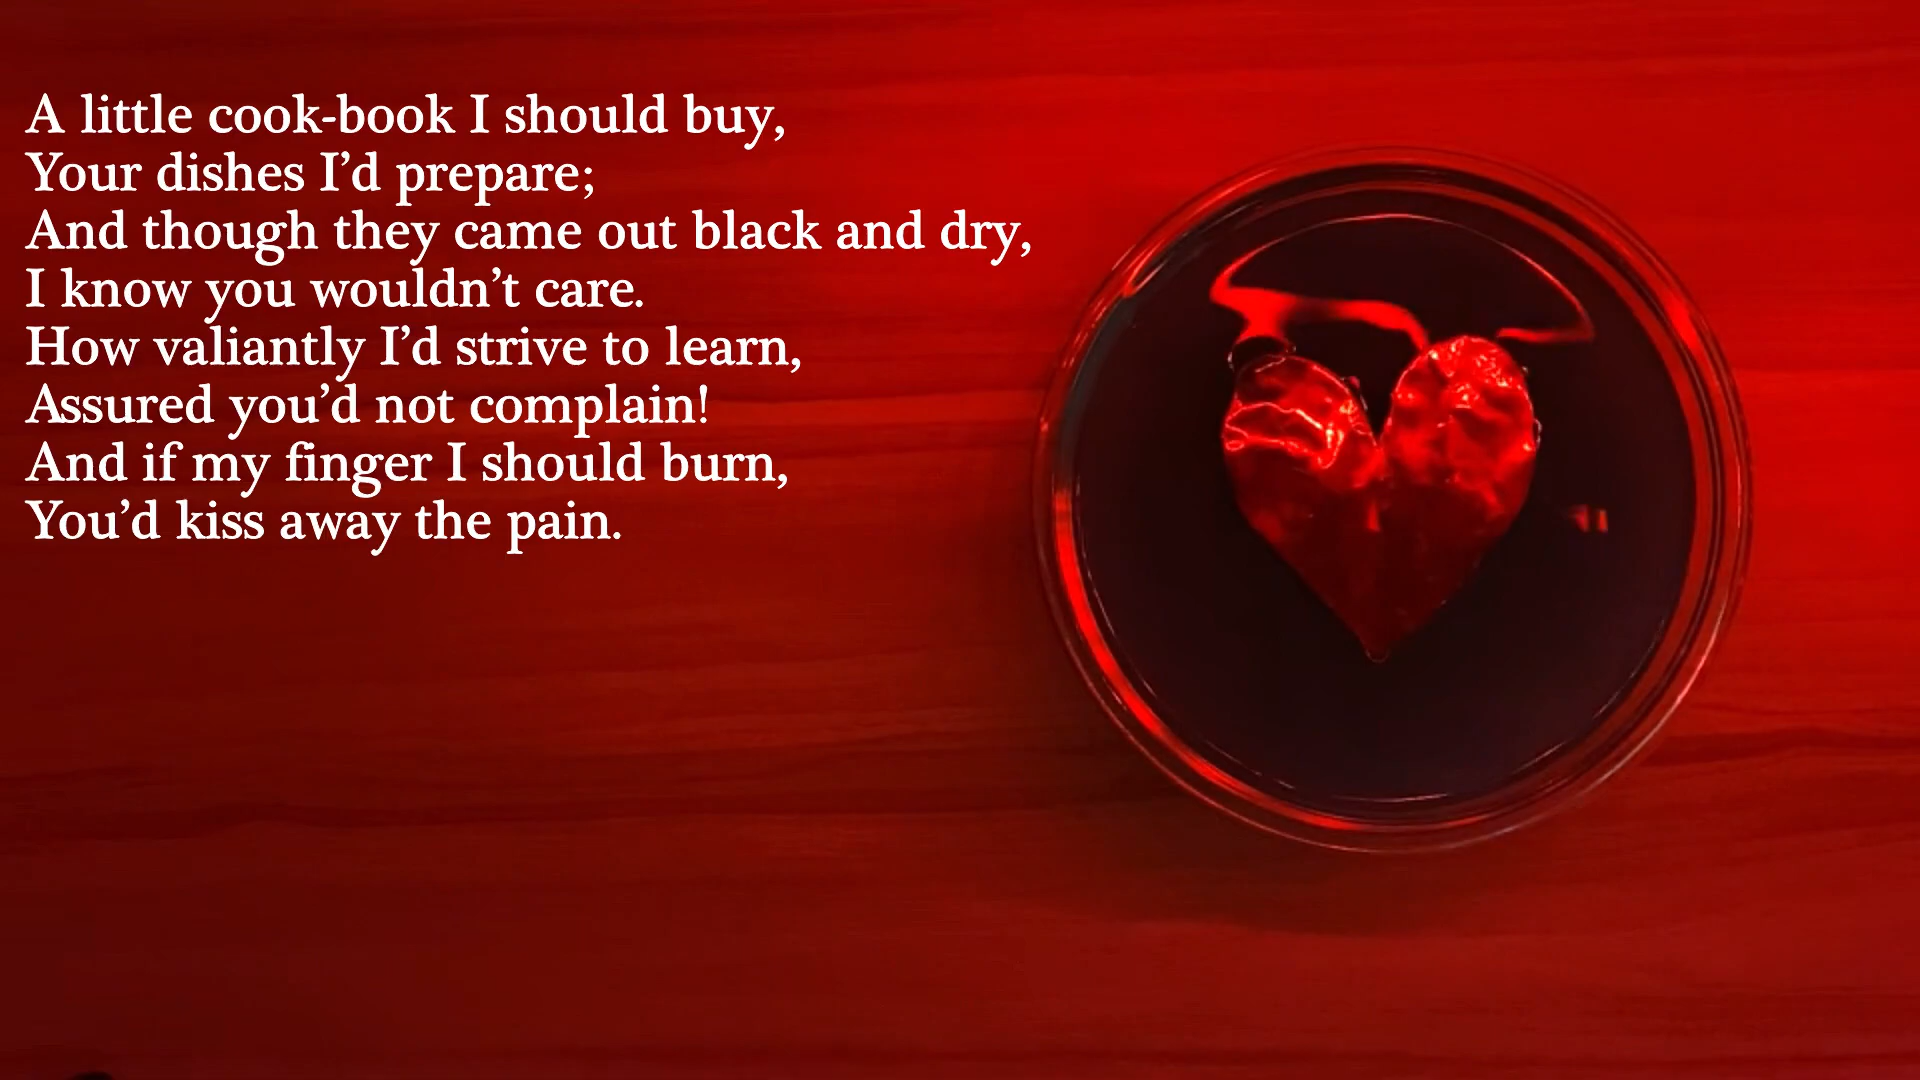 A little cook-book I should buy,
Your dishes I’d prepare;
And though they came out black and dry,
I know you wouldn’t care.
How valiantly I’d strive to learn,
Assured you’d not complain!
And if my finger I should burn,
You’d kiss away the pain.